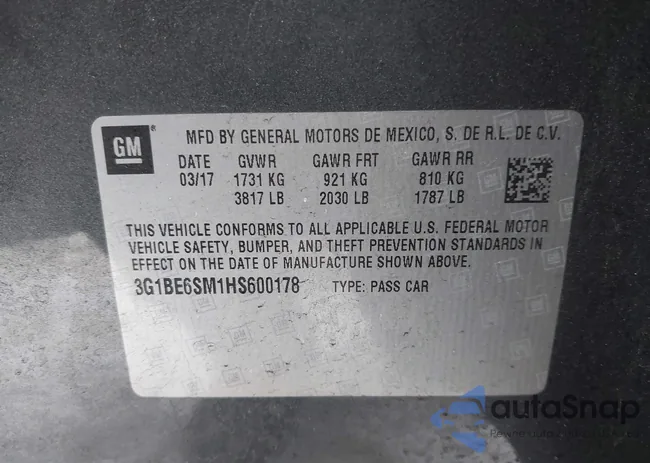 GM
MFD BY GENERAL MOTORS DE MEXICO, S. DE R.L. DE C.V.
DATE GVWR GAWR FRT GAWR RR
03/17 1731 KG 921 KG 810 KG
3817 LB 2030 LB 1787 LB
THIS VEHICLE CONFORMS TO ALL APPLICABLE U.S. FEDERAL MOTOR
VEHICLE SAFETY, BUMPER, AND THEFT PREVENTION STANDARDS IN
EFFECT ON THE DATE OF MANUFACTURE SHOWN ABOVE.
3G1BE6SM1HS600178 TYPE: PASS CAR
autoSnap